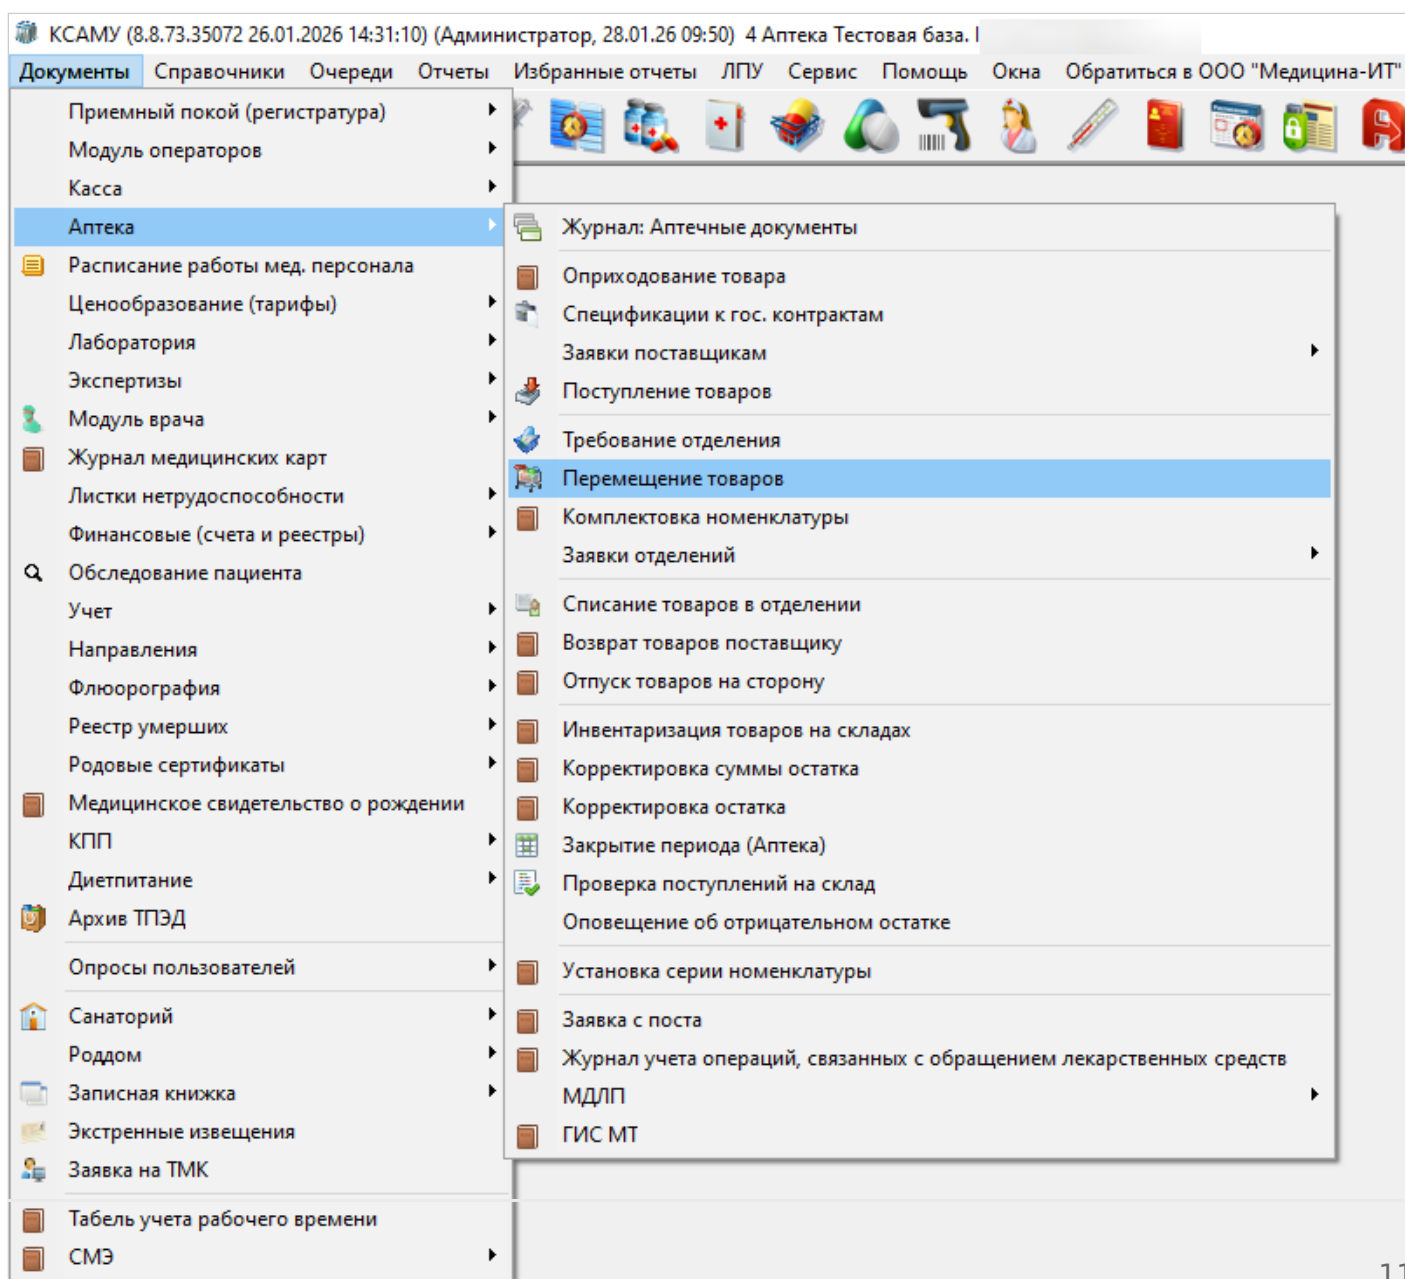 КСАМУ (8.8.73.35072 26.01.2026 14:31:10) (Администратор, 28.01.26 09:50) 4 Аптека Тестовая база.
Документы Справочники Очереди Отчеты Избранные отчеты ЛПУ Сервис Помощь Окна Обратиться в ООО "Медицина-ИТ"
Приемный покой (регистратура)
Модуль операторов
Касса
Аптека
Расписание работы мед. персонала
Ценообразование (тарифы)
Лаборатория
Экспертизы
Модуль врача
Журнал медицинских карт
Листки нетрудоспособности
Финансовые (счета и реестры)
Обследование пациента
Учет
Направления
Флюорография
Реестр умерших
Родовые сертификаты
Медицинское свидетельство о рождении
КПП
Диетпитание
Архив ТПЭД
Опросы пользователей
Санаторий
Роддом
Записная книжка
Экстренные извещения
Заявка на ТМК
Табель учета рабочего времени
СМЭ
Журнал: Аптечные документы
Оприходование товара
Спецификации к гос. контрактам
Заявки поставщикам
Поступление товаров
Требование отделения
Перемещение товаров
Комплектовка номенклатуры
Заявки отделений
Списание товаров в отделении
Возврат товаров поставщику
Отпуск товаров на сторону
Инвентаризация товаров на складах
Корректировка суммы остатка
Корректировка остатка
Закрытие периода (Аптека)
Проверка поступлений на склад
Оповещение об отрицательном остатке
Установка серии номенклатуры
Заявка с поста
Журнал учета операций, связанных с обращением лекарственных средств
МДЛП
ГИС МТ